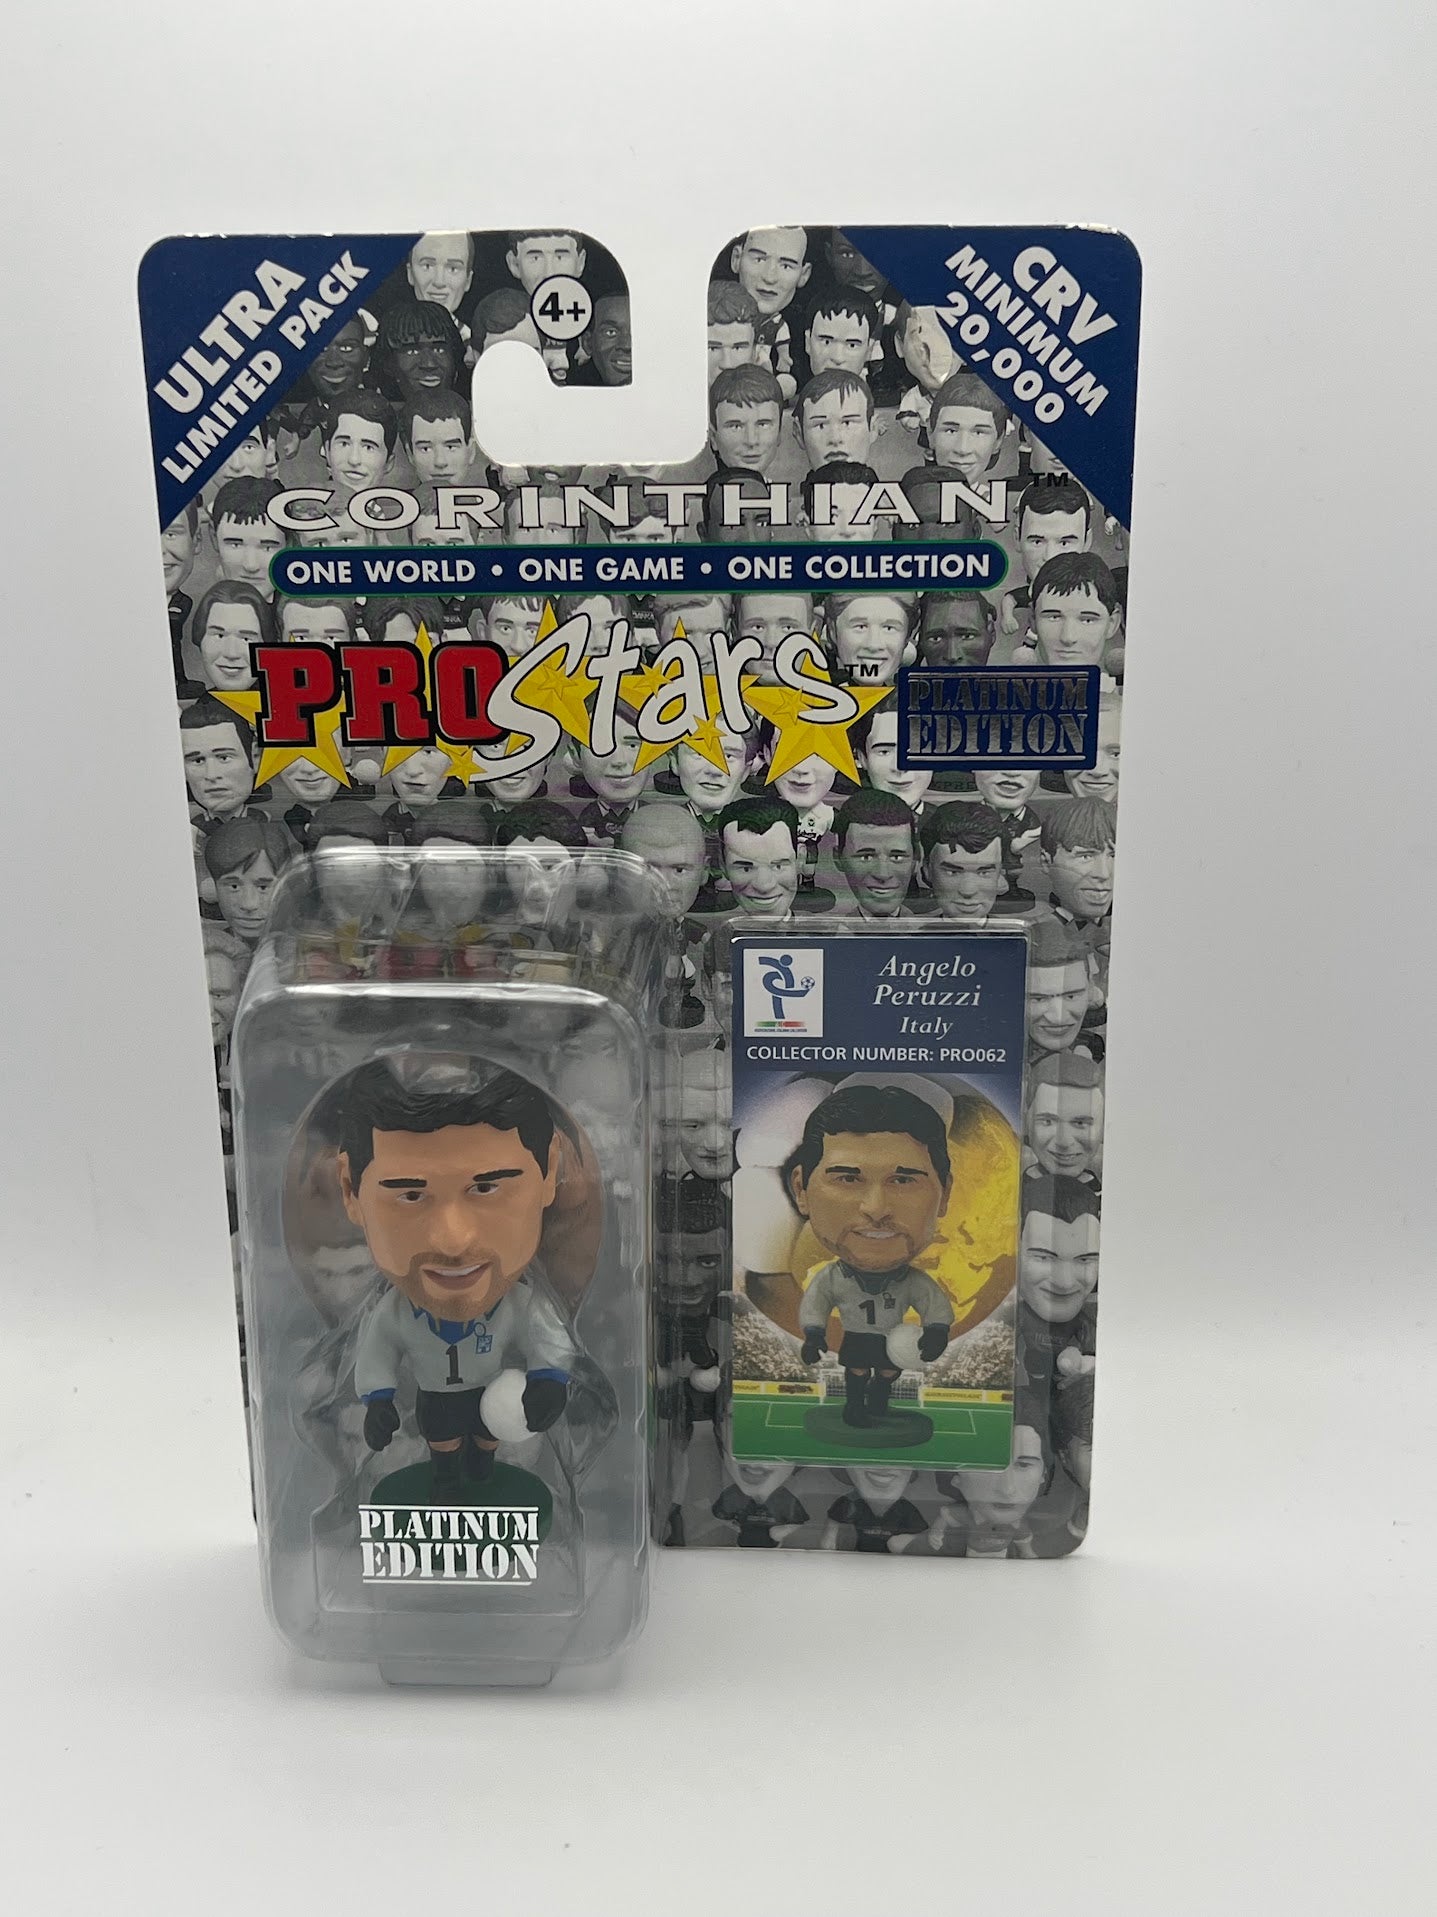 ULTRA
LIMITED PACK
4+
CRV
MINIMUM
20,000
CORINTHIAN™
ONE WORLD • ONE GAME • ONE COLLECTION
PROStars™
PLATINUM
EDITION
Angelo
Peruzzi
Italy
COLLECTOR NUMBER: PRO062
1
1
PLATINUM
EDITION